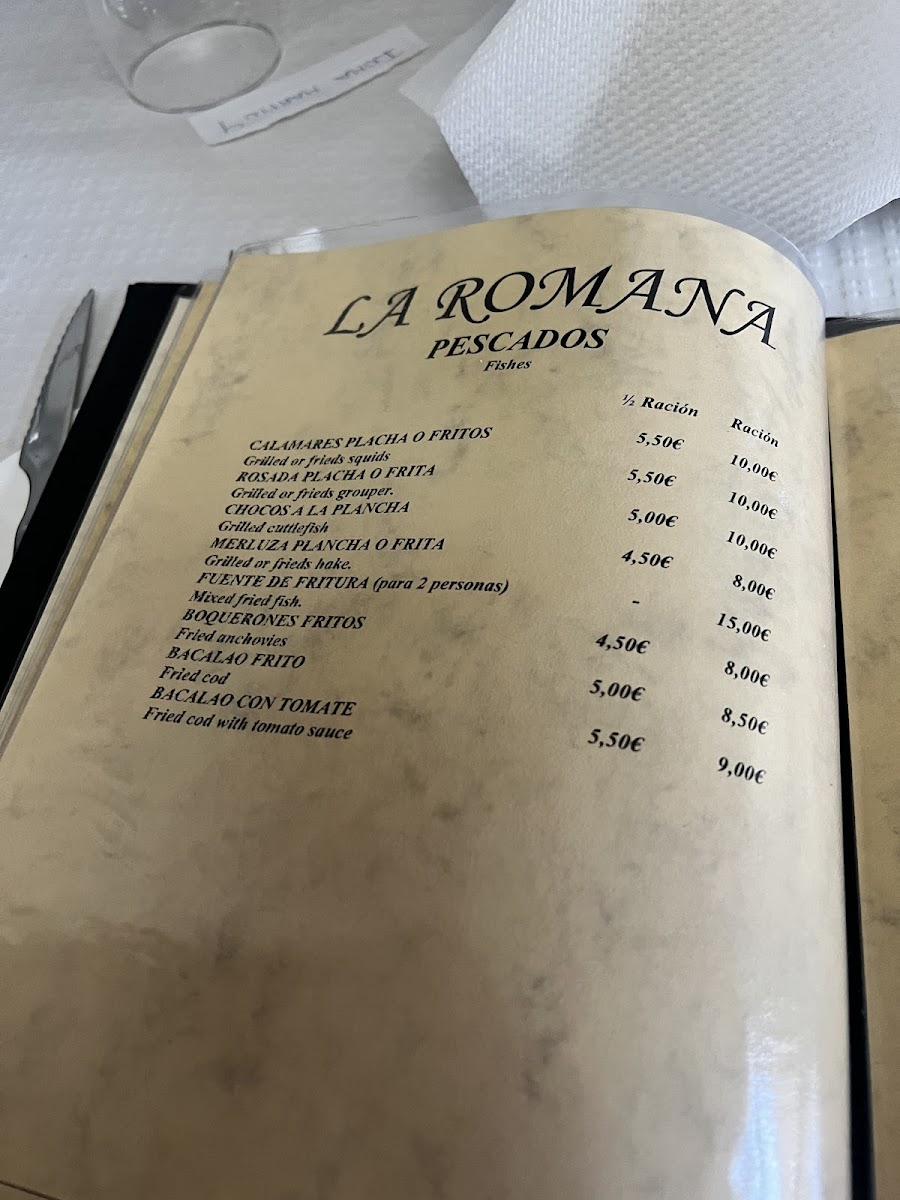 LA ROMANA
PESCADOS
Fishes
½ Ración Ración
CALAMARES PLACHA O FRITOS 5,50€ 10,00€
Grilled or frieds squids
ROSADA PLACHA O FRITA 5,50€ 10,00€
Grilled or frieds grouper.
CHOCOS A LA PLANCHA 5,00€ 10,00€
Grilled cuttlefish
MERLUZA PLANCHA O FRITA 4,50€ 8,00€
Grilled or frieds hake.
FUENTE DE FRITURA (para 2 personas) - 15,00€
Mixed fried fish.
BOQUERONES FRITOS 4,50€ 8,00€
Fried anchovies
BACALAO FRITO 5,00€ 8,50€
Fried cod
BACALAO CON TOMATE 5,50€ 9,00€
Fried cod with tomato sauce